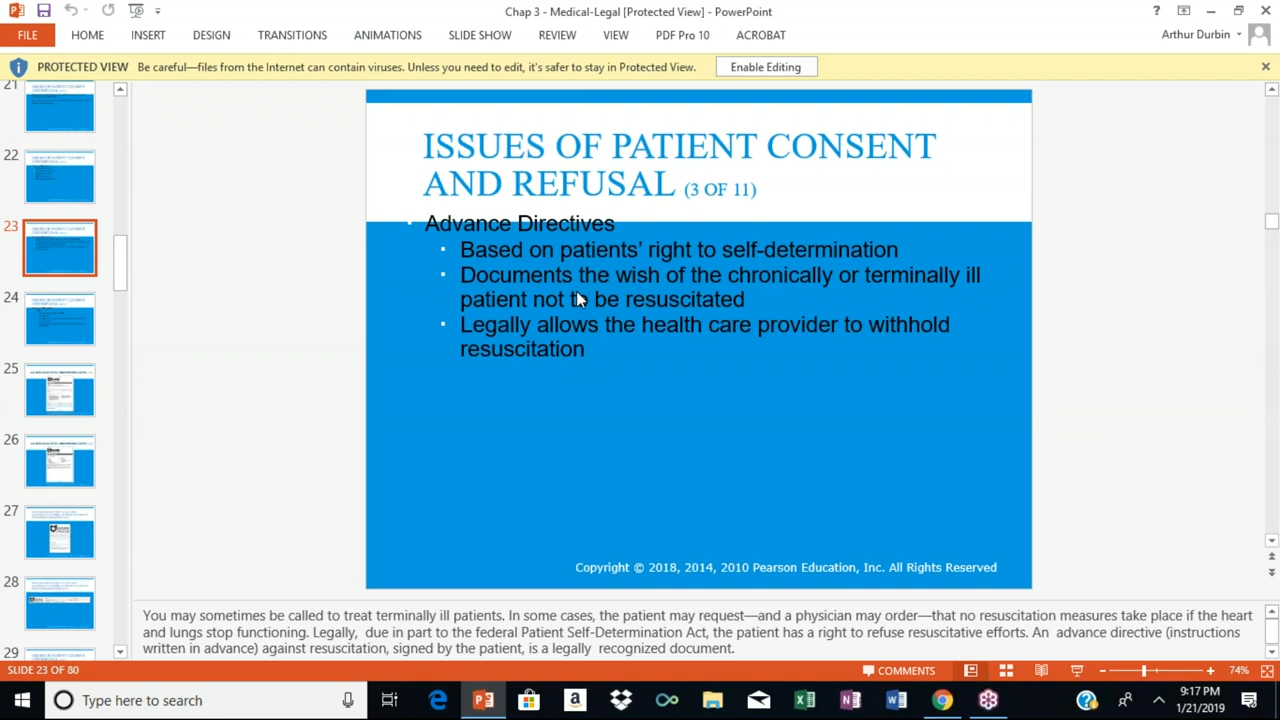 Chap 3 - Medical-Legal [Protected View] - PowerPoint
?
FILE HOME INSERT DESIGN TRANSITIONS ANIMATIONS SLIDE SHOW REVIEW VIEW PDF Pro 10 ACROBAT Arthur Durbin
PROTECTED VIEW Be careful—files from the Internet can contain viruses. Unless you need to edit, it's safer to stay in Protected View. Enable Editing
21
22
23
24
25
26
27
28
29
ISSUES OF PATIENT CONSENT
AND REFUSAL (3 OF 11)
Advance Directives
Based on patients’ right to self-determination
Documents the wish of the chronically or terminally ill
patient not to be resuscitated
Legally allows the health care provider to withhold
resuscitation
Copyright © 2018, 2014, 2010 Pearson Education, Inc. All Rights Reserved
You may sometimes be called to treat terminally ill patients. In some cases, the patient may request—and a physician may order—that no resuscitation measures take place if the heart
and lungs stop functioning. Legally, due in part to the federal Patient Self-Determination Act, the patient has a right to refuse resuscitative efforts. An advance directive (instructions
written in advance) against resuscitation, signed by the patient, is a legally recognized document.
SLIDE 23 OF 80 COMMENTS 74%
Type here to search
9:17 PM
1/21/2019